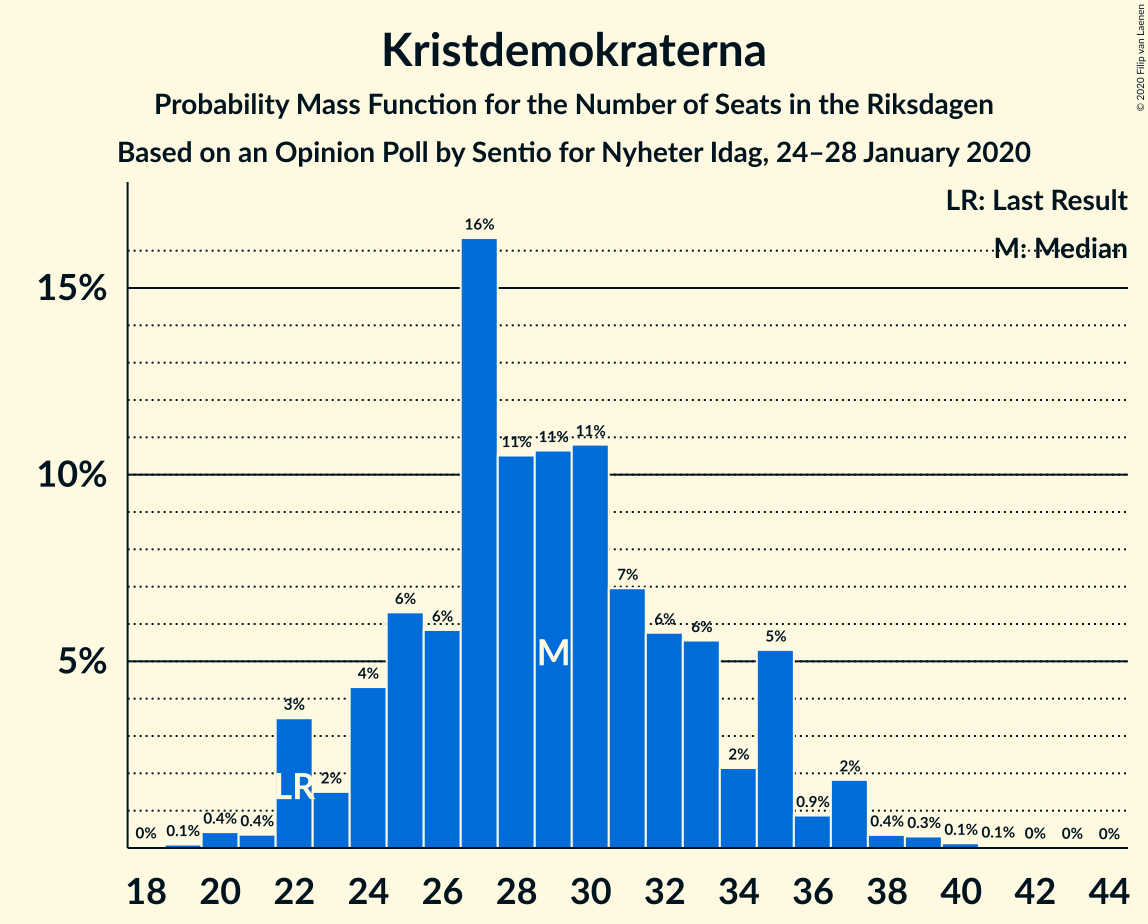 Kristdemokraterna
Probability Mass Function for the Number of Seats in the Riksdagen
Based on an Opinion Poll by Sentio for Nyheter Idag, 24–28 January 2020
© 2020 Filip van Laenen
LR: Last Result
M: Median
15%
10%
5%
0% 0.1% 0.4% 0.4% 3% 2% 4% 6% 6% 16% 11% 11% 11% 7% 6% 6% 2% 5% 0.9% 2% 0.4% 0.3% 0.1% 0.1% 0% 0% 0%
LR
M
18 20 22 24 26 28 30 32 34 36 38 40 42 44